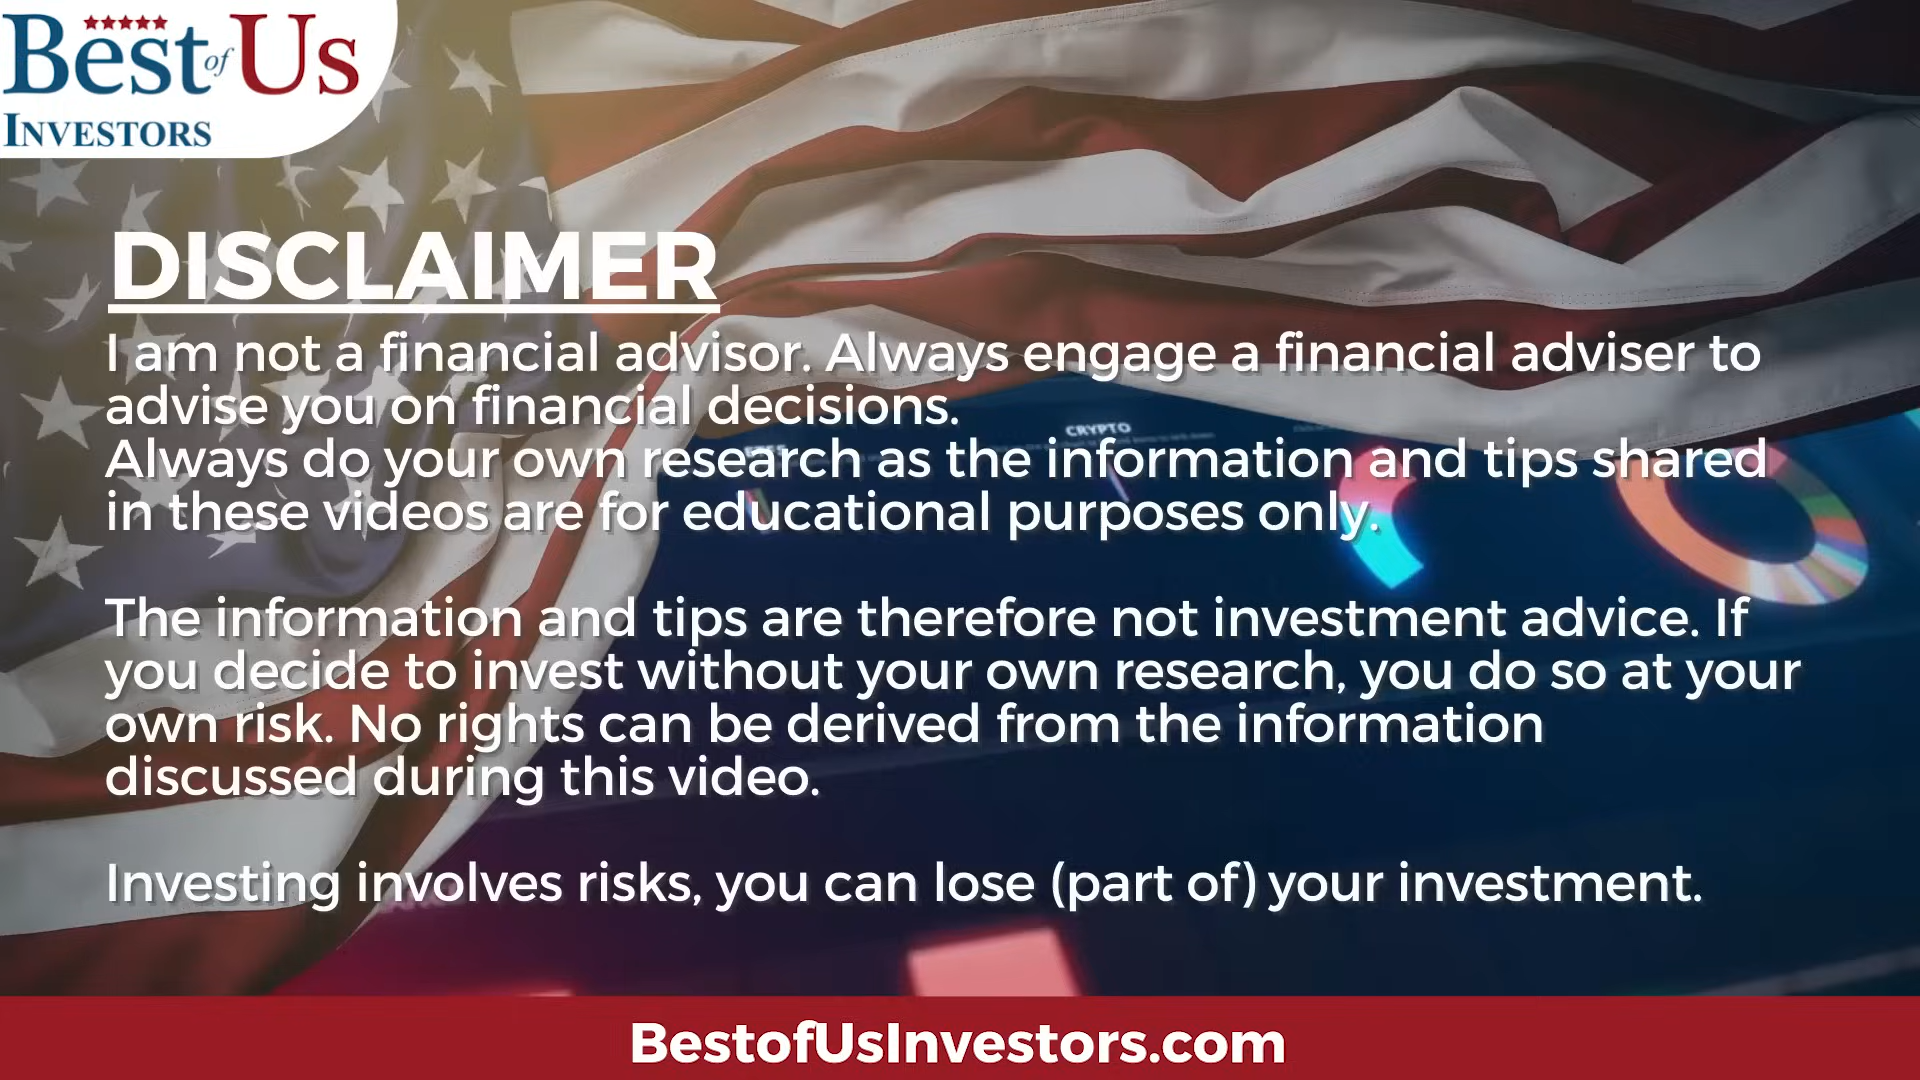 Best of Us
INVESTORS
DISCLAIMER
I am not a financial advisor. Always engage a financial adviser to
advise you on financial decisions.
CRYPTO
Always do your own research as the information and tips shared
in these videos are for educational purposes only.
The information and tips are therefore not investment advice. If
you decide to invest without your own research, you do so at your
own risk. No rights can be derived from the information
discussed during this video.
Investing involves risks, you can lose (part of) your investment.
BestofUsInvestors.com